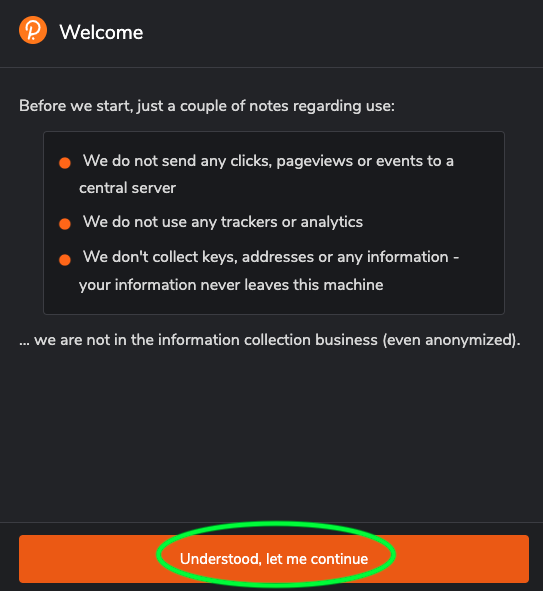 Welcome
Before we start, just a couple of notes regarding use:
We do not send any clicks, pageviews or events to a
central server
We do not use any trackers or analytics
We don't collect keys, addresses or any information -
your information never leaves this machine
... we are not in the information collection business (even anonymized).
Understood, let me continue